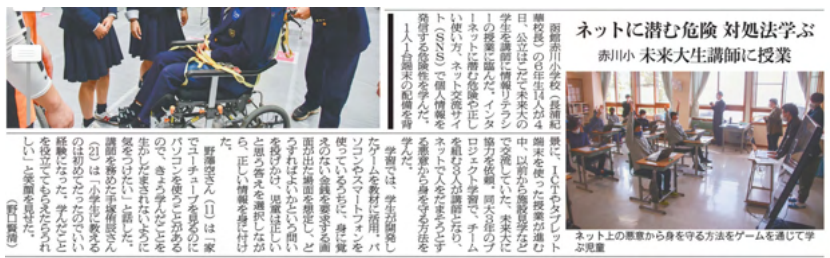 ネットに潜む危険 対処法学ぶ
赤川小 未来大生講師に授業
函館赤川小学校(長浦紀
華校長)の6年生14人が4
日、公立はこだて未来大の
学生を講師に情報リテラシ
ーの授業に臨んだ。インタ
ーネットに潜む危険や正し
い使い方、ネット交流サイ
ト(SNS)で個人情報を
発信する危険性を学んだ。
1人1台端末の配備を背
景に、ICTやタブレット
端末を使った授業が進む
中、以前から施設見学など
で交流していた、未来大に
協力を依頼。同大3年のプ
ロジェクト学習で、チーム
を組む3人が講師となり、
ネットで人をだまそうとす
る悪意から身を守る方法を
学んだ。
学習では、学生が開発し
たゲームを教材に活用。パ
ソコンやスマートフォンを
使っているうちに、身に覚
えのない金銭を要求する画
面が出た場面を想定し、ど
うすればよいかという問い
を投げかけ、児童は正しい
と思う答えを選択しなが
ら、正しい情報を身に付け
た。
野澤空さん(11)は「家
でユーチューブを見るのに
パソコンを使うことがある
ので、きょう学んだことを
生かしだまされないように
気をつけたい」と話した。
講師を務めた手塚侑設さん
(21)は「小学生に教える
のは初めてだったのでいい
経験になった。学んだこと
を役立ててもらえたらうれ
しい」と笑顔を見せた。
(野口賢清)
ネット上の悪意から身を守る方法をゲームを通じて学
ぶ児童